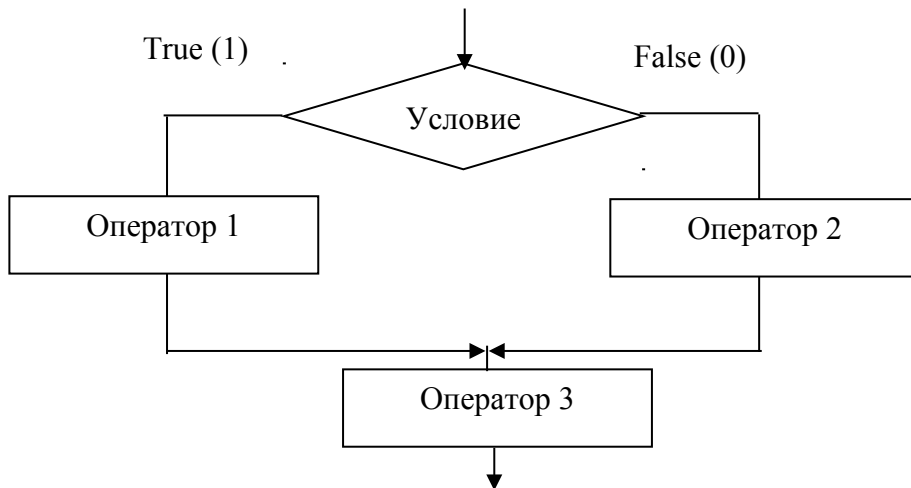 True (1)
False (0)
Условие
Оператор 1
Оператор 2
Оператор 3